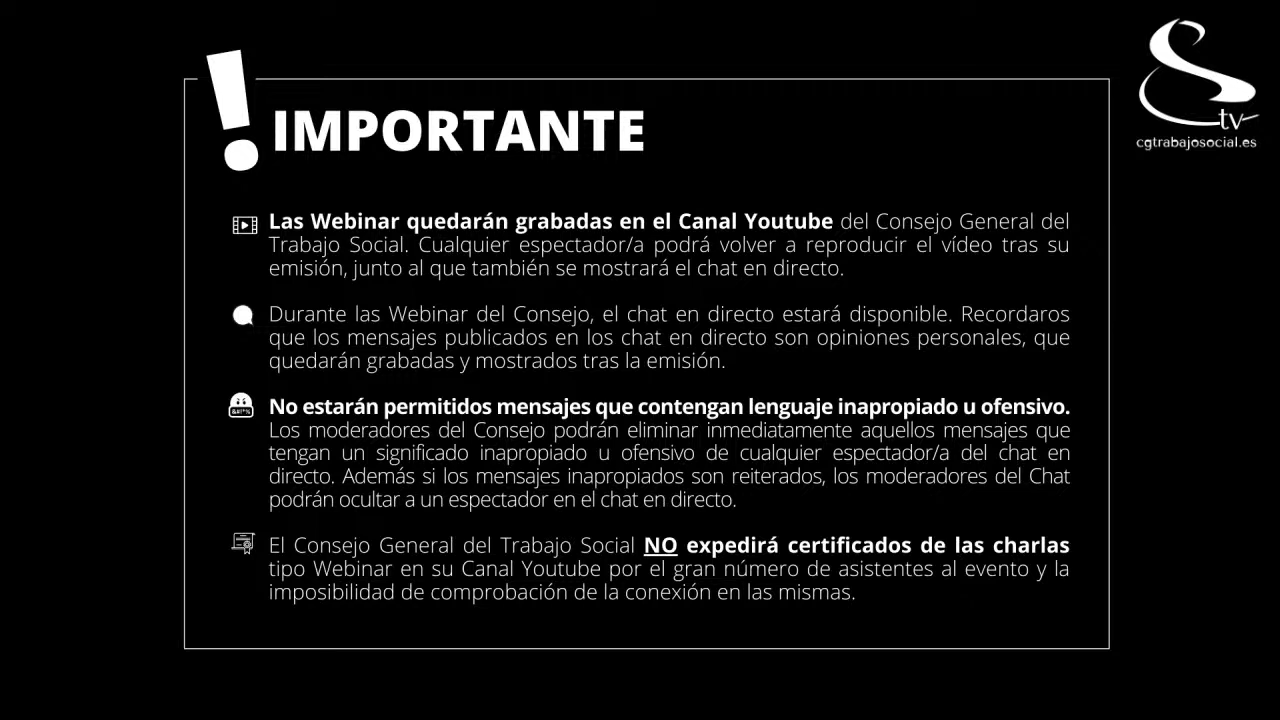 ! IMPORTANTE
tv
cgtrabajosocial.es
Las Webinar quedarán grabadas en el Canal Youtube del Consejo General del
Trabajo Social. Cualquier espectador/a podrá volver a reproducir el vídeo tras su
emisión, junto al que también se mostrará el chat en directo.
Durante las Webinar del Consejo, el chat en directo estará disponible. Recordaros
que los mensajes publicados en los chat en directo son opiniones personales, que
quedarán grabadas y mostrados tras la emisión.
&#!*%
No estarán permitidos mensajes que contengan lenguaje inapropiado u ofensivo.
Los moderadores del Consejo podrán eliminar inmediatamente aquellos mensajes que
tengan un significado inapropiado u ofensivo de cualquier espectador/a del chat en
directo. Además si los mensajes inapropiados son reiterados, los moderadores del Chat
podrán ocultar a un espectador en el chat en directo.
El Consejo General del Trabajo Social NO expedirá certificados de las charlas
tipo Webinar en su Canal Youtube por el gran número de asistentes al evento y la
imposibilidad de comprobación de la conexión en las mismas.